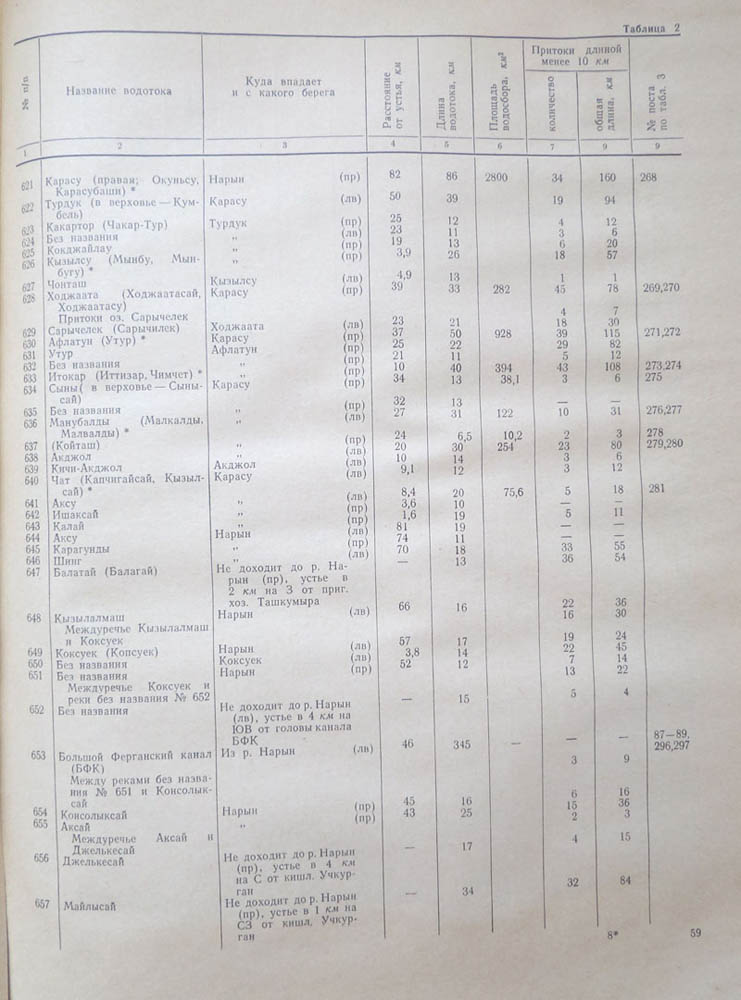 Таблица 2
№ п/п Название водотока Куда впадает и с какого берега Расстояние от устья, км Длина водотока, км Площадь водосбора, км² Притоки длиной менее 10 км количество общая длина, км № поста по табл. 3
1 2 3 4 5 6 7 8 9
621 Карасу (правая; Окуньсу, Нарын (пр) 82 86 2800 34 160 268
Карасубаши) *
622 Турдук (в верховье — Кум- Карасу (лв) 50 39 19 94
бель)
623 Какартор (Чакар-Тур) Турдук (пр) 25 12 4 12
624 Без названия „ (лв) 23 11 3 6
625 Кокджайлау „ (пр) 19 13 6 20
626 Кызылсу (Мынбу, Мын- „ (пр) 3,9 26 18 57
бугу) *
627 Чонташ Кызылсу (лв) 4,9 13 1 1
628 Ходжаата (Ходжаатасай, Карасу (пр) 39 33 282 45 78 269,270
Ходжаатасу)
Притоки оз. Сарычелек 4 7
629 Сарычелек (Сарычилек) Ходжаата (лв) 23 21 18 30
630 Афлатун (Утур) * Карасу (пр) 37 50 928 39 115 271,272
631 Утур Афлатун (лв) 25 22 29 82
632 Без названия „ (пр) 21 11 5 12
633 Итокар (Иттизар, Чимчет) * „ (пр) 10 40 394 43 108 273,274
634 Сыны( в верховье — Сыны- Карасу (пр) 34 13 38,1 3 6 275
сай)
635 Без названия „ (пр) 32 13 — —
636 Манубалды (Малкалды, „ (лв) 27 31 122 10 31 276,277
Малвалды) *
637 (Койташ) „ (пр) 24 6,5 10,2 2 3 278
638 Акджол „ (лв) 20 30 254 23 80 279,280
639 Кичи-Акджол Акджол (лв) 10 14 3 6
640 Чат (Капчигайсай, Кызыл- Карасу (лв) 9,1 12 3 12
сай) *
641 Аксу „ (лв) 8,4 20 75,6 5 18 281
642 Ишаксай „ (пр) 3,6 10 — —
643 Калай „ (пр) 1,6 19 5 11
644 Аксу Нарын (лв) 81 19 — —
645 Карагунды „ (пр) 74 11 — —
646 Шинг „ (лв) 70 18 33 55
647 Балатай (Балагай) Не доходит до р. На- — 13 36 54
рын (пр), устье в
2 км на З от приг.
хоз. Ташкумыра
648 Кызылалмаш Нарын (лв) 66 16 22 36
Междуречье Кызылалмаш 16 30
и Коксуек
649 Коксуек (Копсуек) Нарын (лв) 57 17 19 24
650 Без названия Коксуек (лв) 3,8 14 22 45
651 Без названия Нарын (пр) 52 12 7 14
Междуречье Коксуек и 13 22
реки без названия № 652
652 Без названия Не доходит до р. Нарын — 15 5 4
(лв), устье в 4 км на
ЮВ от головы канала
БФК
653 Большой Ферганский канал Из р. Нарын (лв) 46 345 — — — 87—89,
(БФК) 296,297
Между реками без назва- 3 9
ния № 651 и Консолык-
сай
654 Консолыксай Нарын (пр) 45 16 6 16
655 Аксай „ (пр) 43 25 15 36
Междуречье Аксай и 2 3
Джелькесай
656 Джелькесай Не доходит до р. Нарын — 17 4 15
(пр), устье в 4 км
на С от кишл. Учкур-
ган
657 Майлысай Не доходит до р. Нарын — 34 32 84
(пр), устье в 1 км на
СЗ от кишл. Учкур-
ган
8* 59